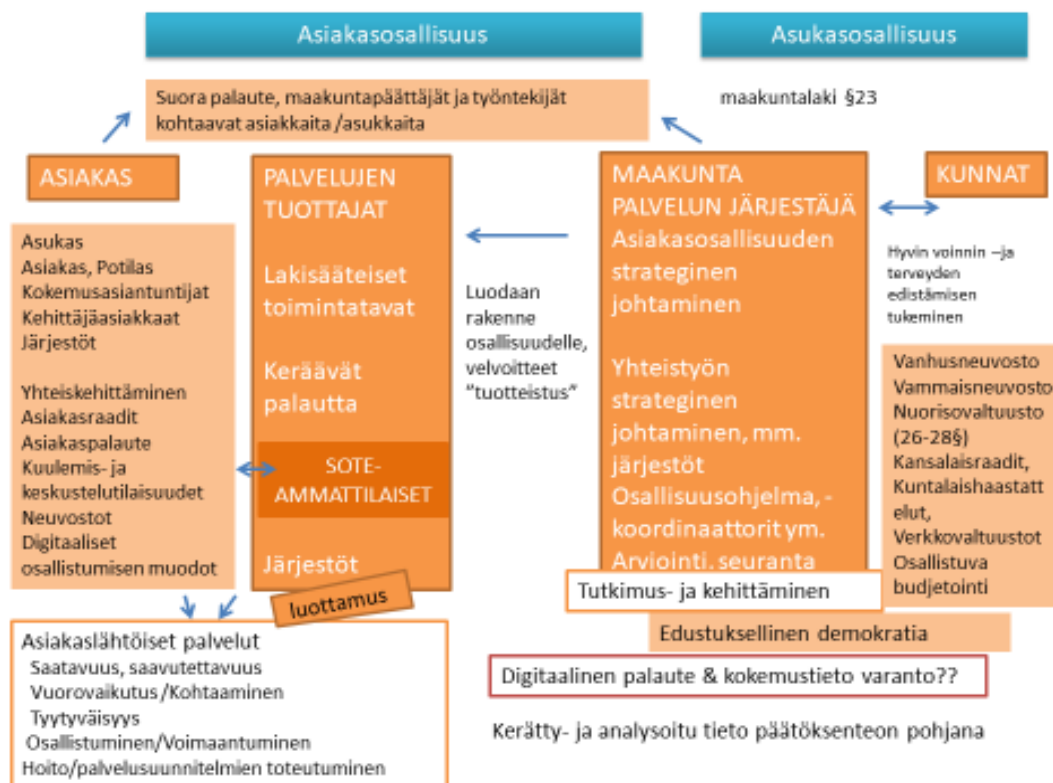 Asiakasosallisuus
Asukasosallisuus
Suora palaute, maakuntapäättäjät ja työntekijät
kohtaavat asiakkaita /asukkaita
maakuntalaki §23
ASIAKAS
Asukas
Asiakas, Potilas
Kokemusasiantuntijat
Kehittäjäasiakkaat
Järjestöt
Yhteiskehittäminen
Asiakasraadit
Asiakaspalaute
Kuulemis- ja
keskustelutilaisuudet
Neuvostot
Digitaaliset
osallistumisen muodot
PALVELUJEN
TUOTTAJAT
Lakisääteiset
toimintatavat
Keräävät
palautta
SOTE-
AMMATTILAISET
Järjestöt
luottamus
Luodaan
rakenne
osallisuudelle,
velvoitteet
"tuotteistus"
MAAKUNTA
PALVELUN JÄRJESTÄJÄ
Asiakasosallisuuden
strateginen
johtaminen
Yhteistyön
strateginen
johtaminen, mm.
järjestöt
Osallisuusohjelma, -
koordinaattorit ym.
Arviointi. seuranta
Tutkimus- ja kehittäminen
KUNNAT
Hyvin voinnin –ja
terveyden
edistämisen
tukeminen
Vanhusneuvosto
Vammaisneuvosto
Nuorisovaltuusto
(26-28§)
Kansalaisraadit,
Kuntalaishaastatt
elut,
Verkkovaltuustot
Osallistuva
budjetointi
Edustuksellinen demokratia
Digitaalinen palaute & kokemustieto varanto??
Kerätty- ja analysoitu tieto päätöksenteon pohjana
Asiakaslähtöiset palvelut
Saatavuus, saavutettavuus
Vuorovaikutus/Kohtaaminen
Tyytyväisyys
Osallistuminen/Voimaantuminen
Hoito/palvelusuunnitelmien toteutuminen